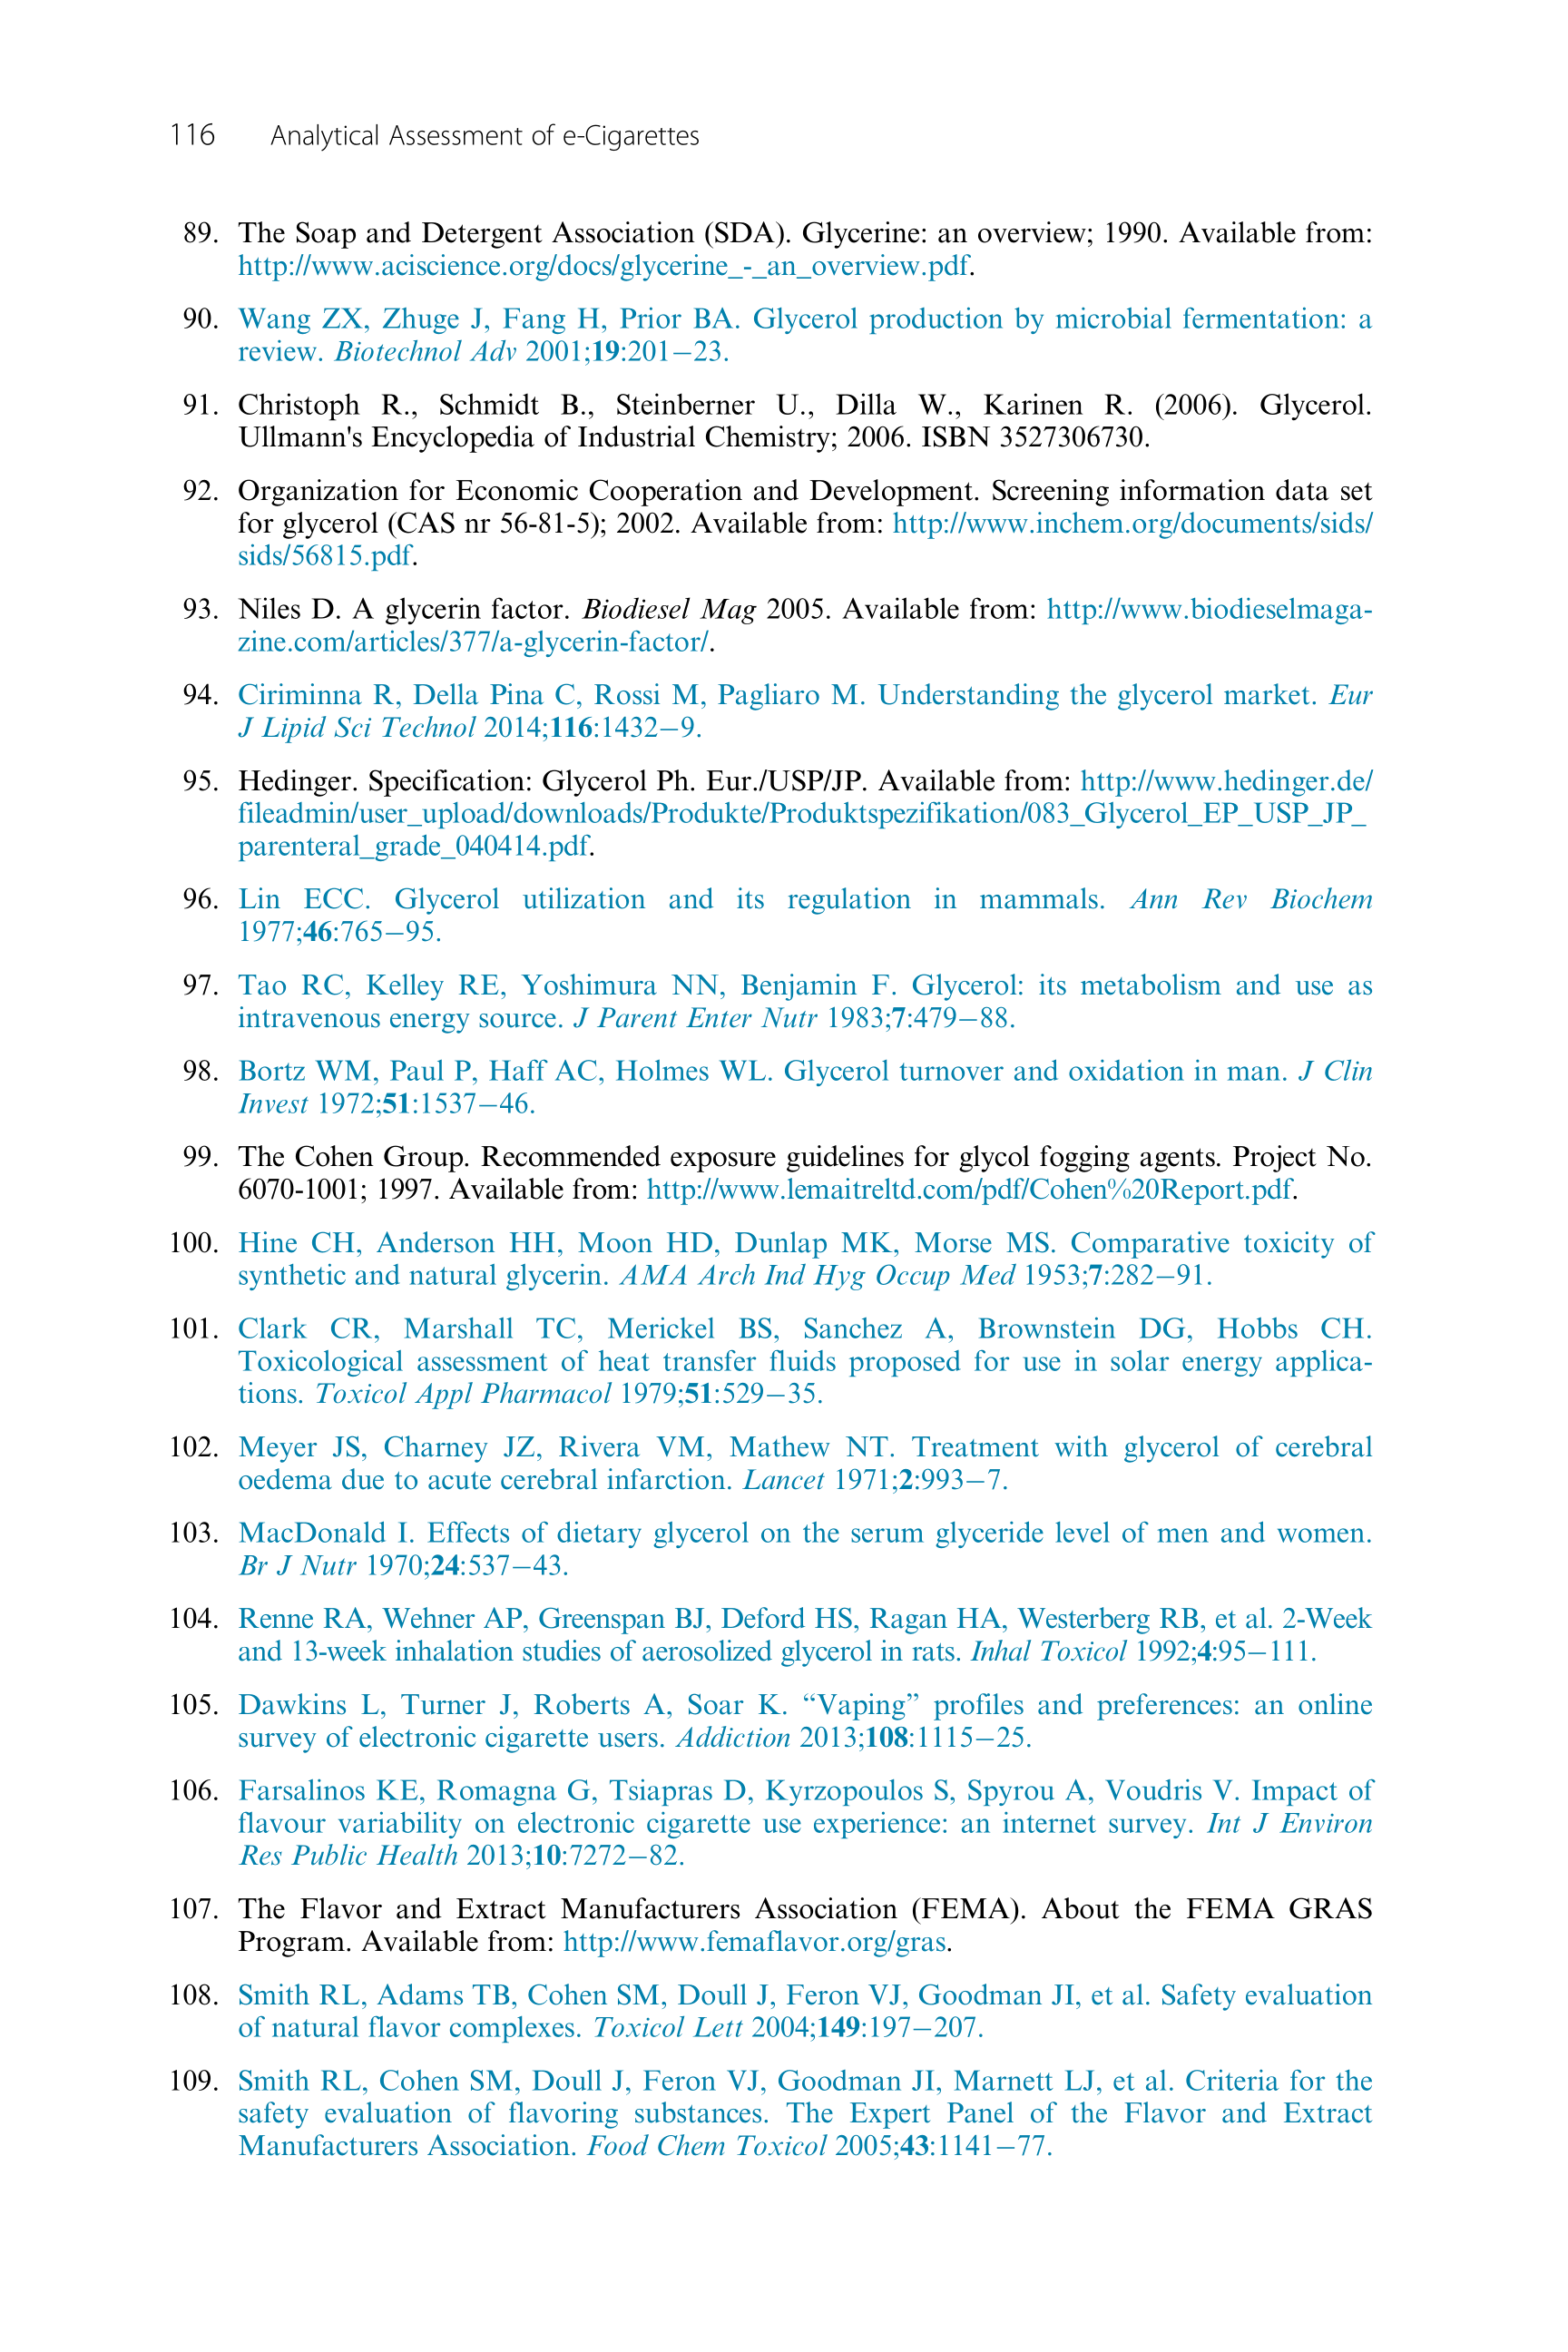 116 Analytical Assessment of e-Cigarettes
89. The Soap and Detergent Association (SDA). Glycerine: an overview; 1990. Available from:
http://www.aciscience.org/docs/glycerine_-_an_overview.pdf.
90. Wang ZX, Zhuge J, Fang H, Prior BA. Glycerol production by microbial fermentation: a
review. Biotechnol Adv 2001;19:201–23.
91. Christoph R., Schmidt B., Steinberner U., Dilla W., Karinen R. (2006). Glycerol.
Ullmann's Encyclopedia of Industrial Chemistry; 2006. ISBN 3527306730.
92. Organization for Economic Cooperation and Development. Screening information data set
for glycerol (CAS nr 56-81-5); 2002. Available from: http://www.inchem.org/documents/sids/
sids/56815.pdf.
93. Niles D. A glycerin factor. Biodiesel Mag 2005. Available from: http://www.biodieselmaga-
zine.com/articles/377/a-glycerin-factor/.
94. Ciriminna R, Della Pina C, Rossi M, Pagliaro M. Understanding the glycerol market. Eur
J Lipid Sci Technol 2014;116:1432–9.
95. Hedinger. Specification: Glycerol Ph. Eur./USP/JP. Available from: http://www.hedinger.de/
fileadmin/user_upload/downloads/Produkte/Produktspezifikation/083_Glycerol_EP_USP_JP_
parenteral_grade_040414.pdf.
96. Lin ECC. Glycerol utilization and its regulation in mammals. Ann Rev Biochem
1977;46:765–95.
97. Tao RC, Kelley RE, Yoshimura NN, Benjamin F. Glycerol: its metabolism and use as
intravenous energy source. J Parent Enter Nutr 1983;7:479–88.
98. Bortz WM, Paul P, Haff AC, Holmes WL. Glycerol turnover and oxidation in man. J Clin
Invest 1972;51:1537–46.
99. The Cohen Group. Recommended exposure guidelines for glycol fogging agents. Project No.
6070-1001; 1997. Available from: http://www.lemaitreltd.com/pdf/Cohen%20Report.pdf.
100. Hine CH, Anderson HH, Moon HD, Dunlap MK, Morse MS. Comparative toxicity of
synthetic and natural glycerin. AMA Arch Ind Hyg Occup Med 1953;7:282–91.
101. Clark CR, Marshall TC, Merickel BS, Sanchez A, Brownstein DG, Hobbs CH.
Toxicological assessment of heat transfer fluids proposed for use in solar energy applica-
tions. Toxicol Appl Pharmacol 1979;51:529–35.
102. Meyer JS, Charney JZ, Rivera VM, Mathew NT. Treatment with glycerol of cerebral
oedema due to acute cerebral infarction. Lancet 1971;2:993–7.
103. MacDonald I. Effects of dietary glycerol on the serum glyceride level of men and women.
Br J Nutr 1970;24:537–43.
104. Renne RA, Wehner AP, Greenspan BJ, Deford HS, Ragan HA, Westerberg RB, et al. 2-Week
and 13-week inhalation studies of aerosolized glycerol in rats. Inhal Toxicol 1992;4:95–111.
105. Dawkins L, Turner J, Roberts A, Soar K. “Vaping” profiles and preferences: an online
survey of electronic cigarette users. Addiction 2013;108:1115–25.
106. Farsalinos KE, Romagna G, Tsiapras D, Kyrzopoulos S, Spyrou A, Voudris V. Impact of
flavour variability on electronic cigarette use experience: an internet survey. Int J Environ
Res Public Health 2013;10:7272–82.
107. The Flavor and Extract Manufacturers Association (FEMA). About the FEMA GRAS
Program. Available from: http://www.femaflavor.org/gras.
108. Smith RL, Adams TB, Cohen SM, Doull J, Feron VJ, Goodman JI, et al. Safety evaluation
of natural flavor complexes. Toxicol Lett 2004;149:197–207.
109. Smith RL, Cohen SM, Doull J, Feron VJ, Goodman JI, Marnett LJ, et al. Criteria for the
safety evaluation of flavoring substances. The Expert Panel of the Flavor and Extract
Manufacturers Association. Food Chem Toxicol 2005;43:1141–77.